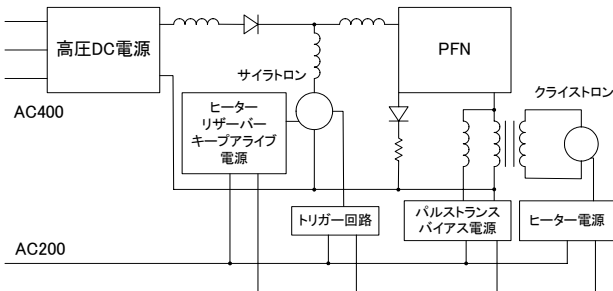 高圧DC電源
PFN
サイラトロン
クライストロン
AC400
ヒーター
リザーバー
キープアライブ
電源
トリガー回路
パルストランス
バイアス電源
ヒーター電源
AC200